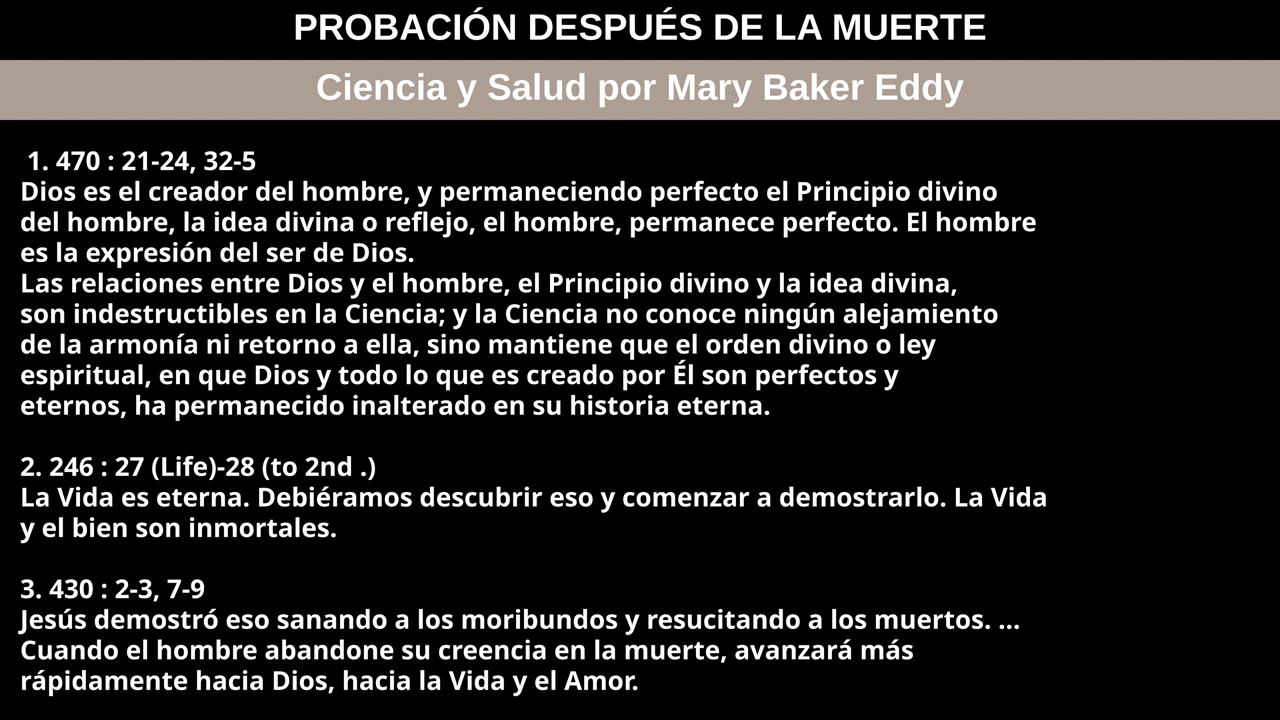 PROBACIÓN DESPUÉS DE LA MUERTE
Ciencia y Salud por Mary Baker Eddy
1. 470 : 21-24, 32-5
Dios es el creador del hombre, y permaneciendo perfecto el Principio divino
del hombre, la idea divina o reflejo, el hombre, permanece perfecto. El hombre
es la expresión del ser de Dios.
Las relaciones entre Dios y el hombre, el Principio divino y la idea divina,
son indestructibles en la Ciencia; y la Ciencia no conoce ningún alejamiento
de la armonía ni retorno a ella, sino mantiene que el orden divino o ley
espiritual, en que Dios y todo lo que es creado por Él son perfectos y
eternos, ha permanecido inalterado en su historia eterna.
2. 246 : 27 (Life)-28 (to 2nd .)
La Vida es eterna. Debiéramos descubrir eso y comenzar a demostrarlo. La Vida
y el bien son inmortales.
3. 430 : 2-3, 7-9
Jesús demostró eso sanando a los moribundos y resucitando a los muertos. ...
Cuando el hombre abandone su creencia en la muerte, avanzará más
rápidamente hacia Dios, hacia la Vida y el Amor.